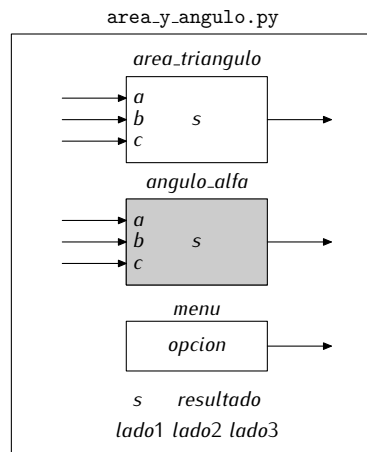 area_y_angulo.py
area_triangulo
a
b s
c
angulo_alfa
a
b s
c
menu
opcion
s resultado
lado1 lado2 lado3